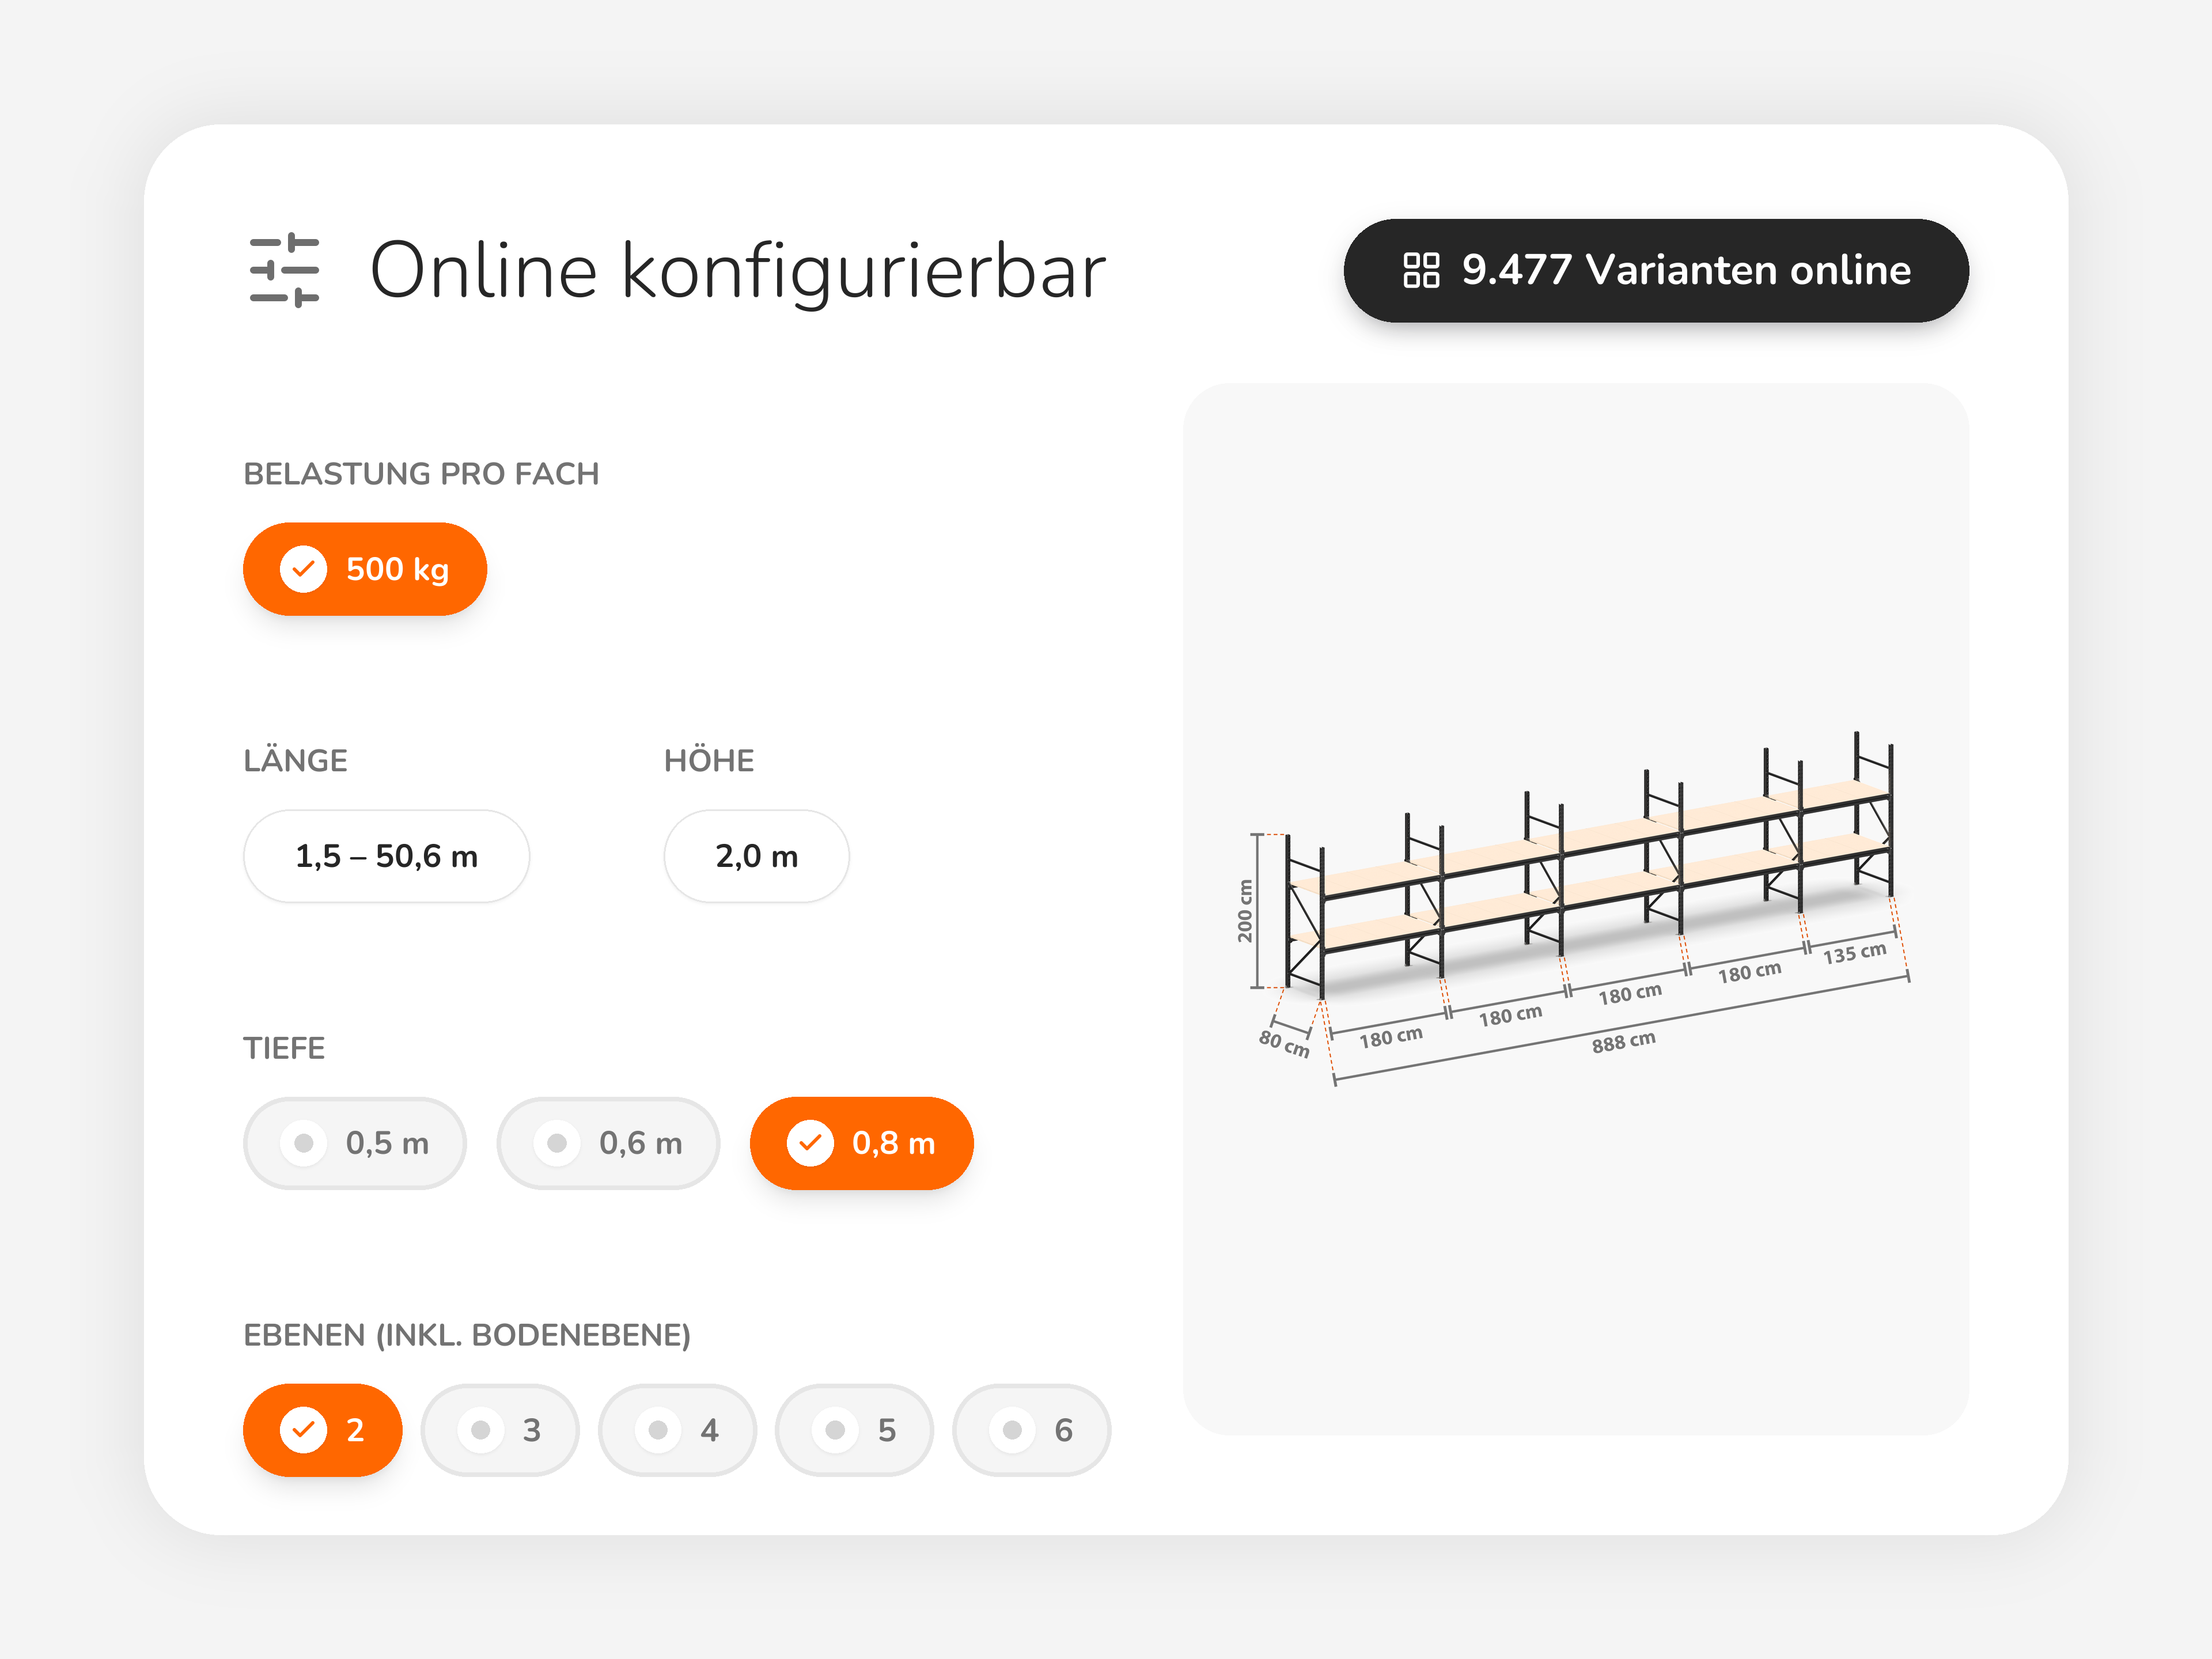 Online konfigurierbar
9.477 Varianten online
BELASTUNG PRO FACH
500 kg
LÄNGE
HÖHE
1,5 – 50,6 m
2,0 m
TIEFE
0,5 m
0,6 m
0,8 m
EBENEN (INKL. BODENEBENE)
2
3
4
5
6
200 cm
80 cm
180 cm
180 cm
180 cm
180 cm
135 cm
888 cm